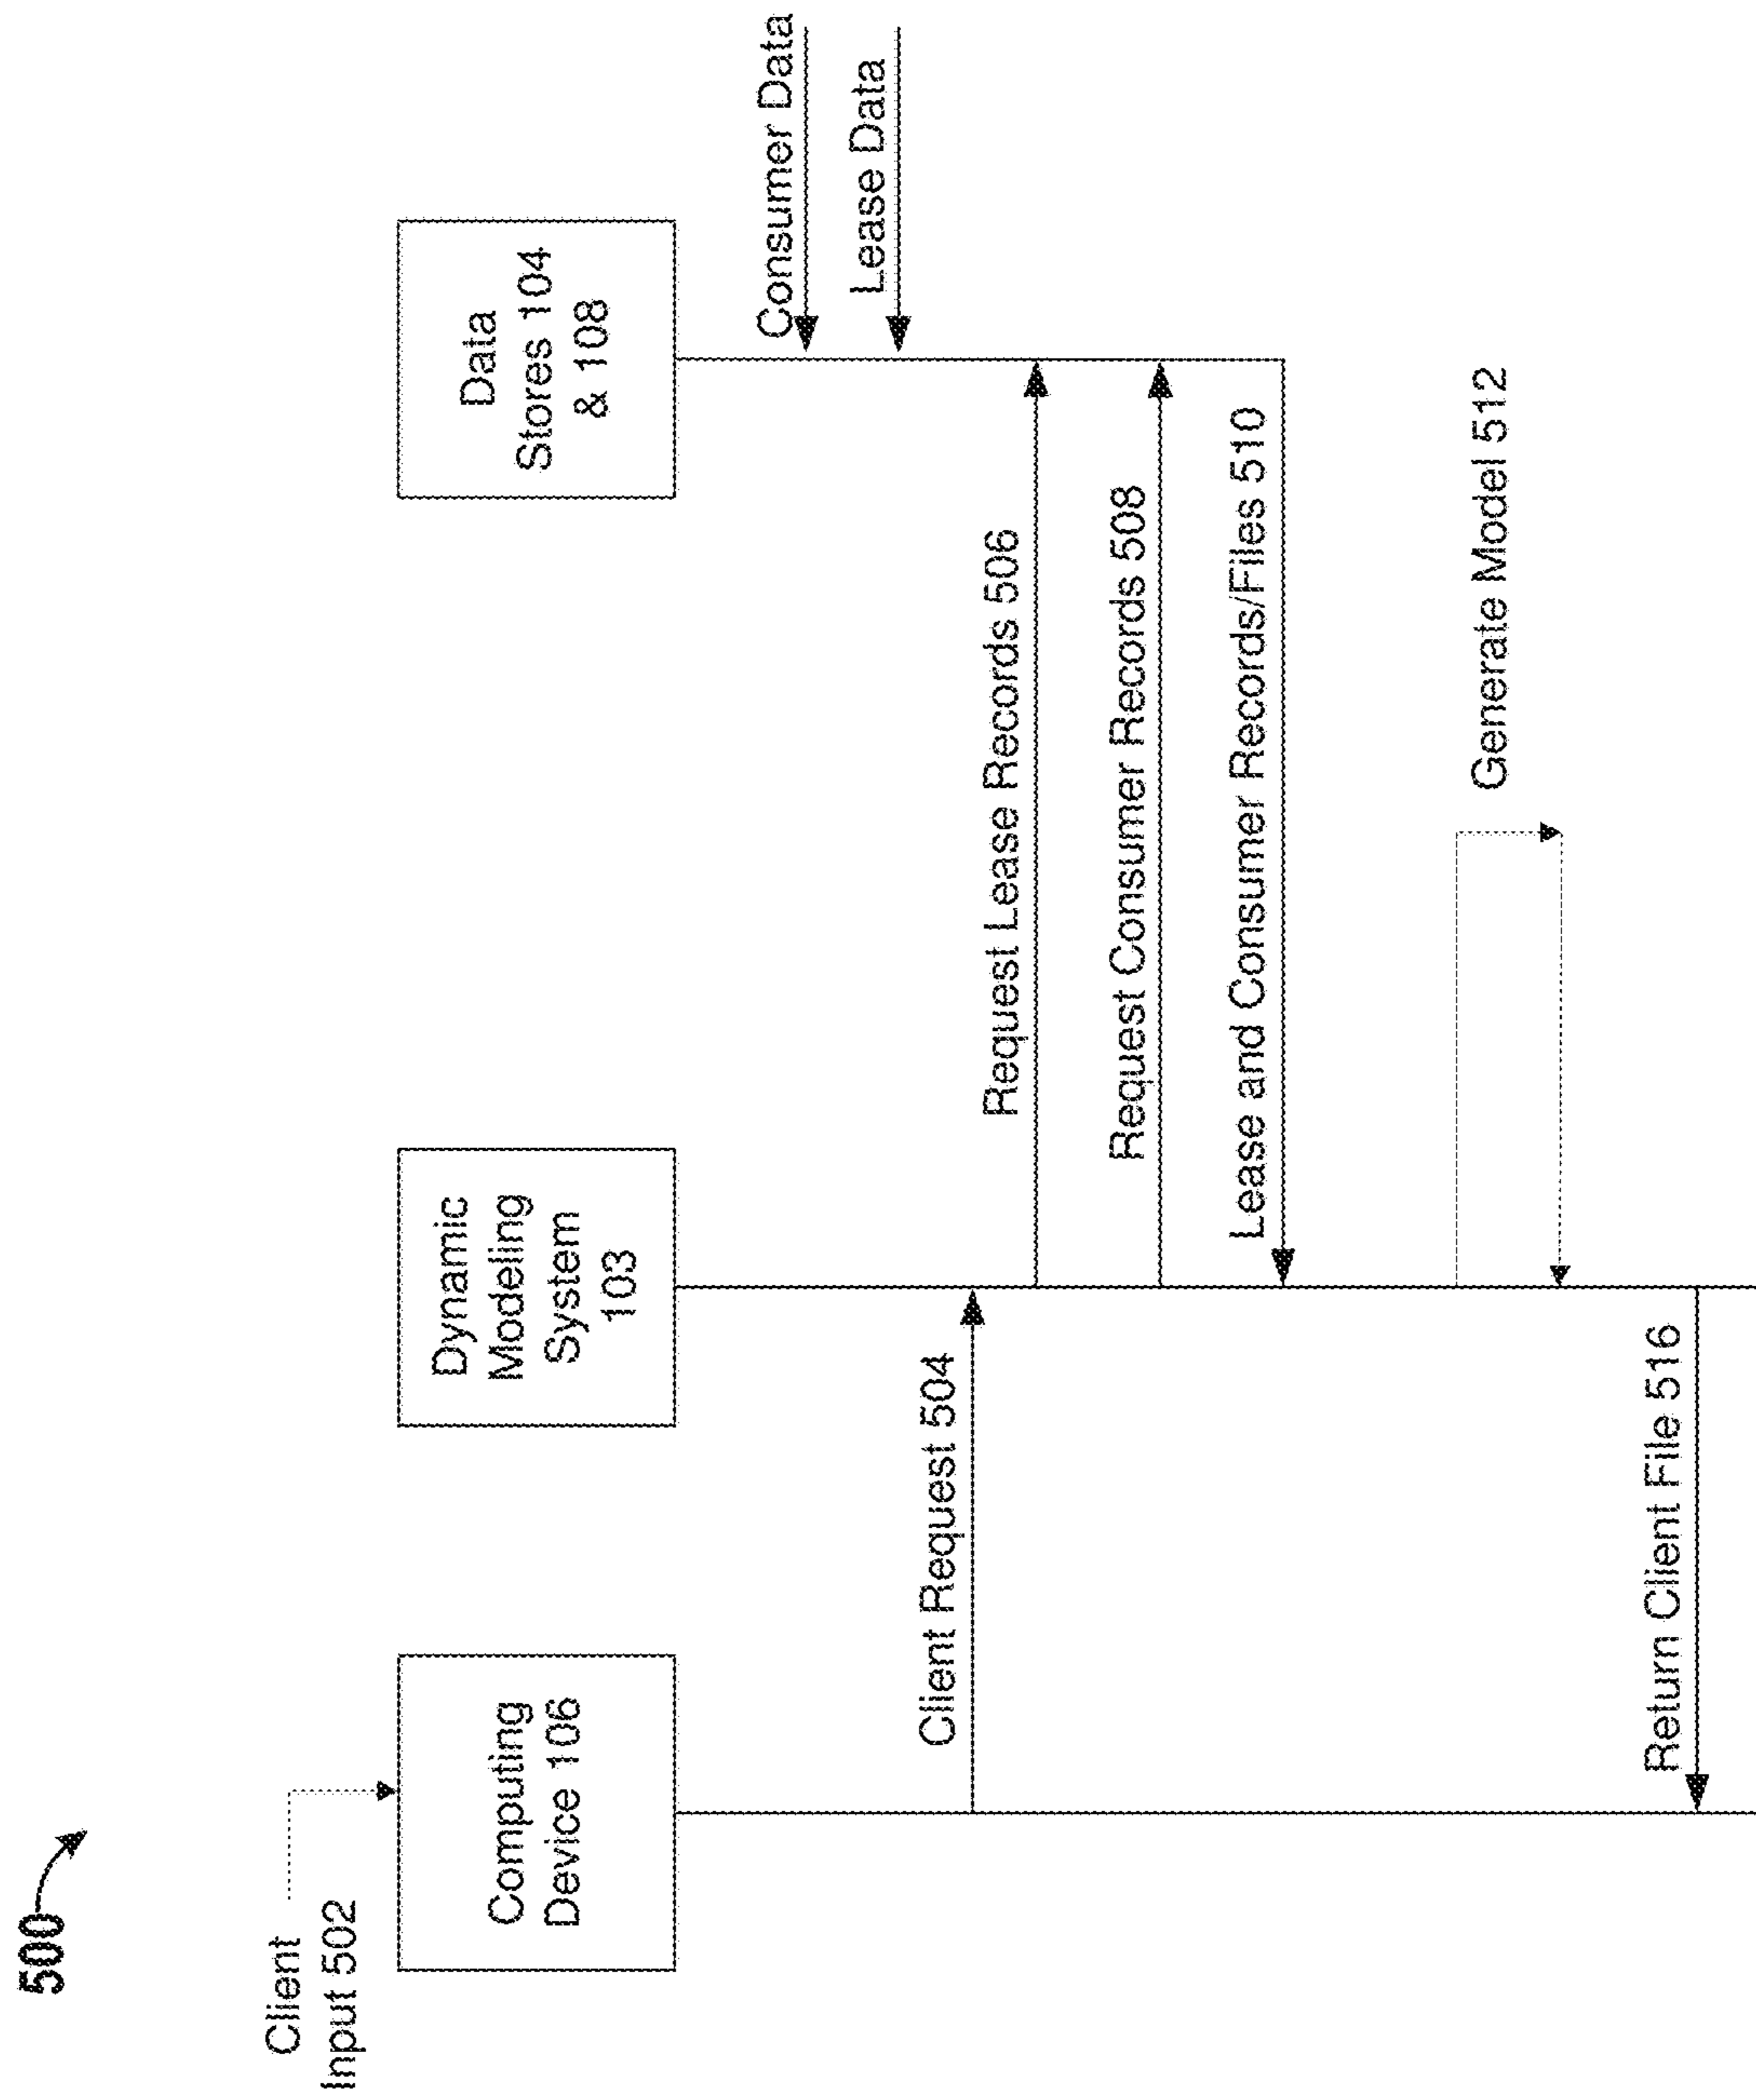 500
Client
Input 502
Computing
Device 106
Dynamic
Modeling
System
103
Data
Stores 104
& 108
Consumer Data
Lease Data
Client Request 504
Request Lease Records 506
Request Consumer Records 508
Lease and Consumer Records/Files 510
Generate Model 512
Return Client File 516